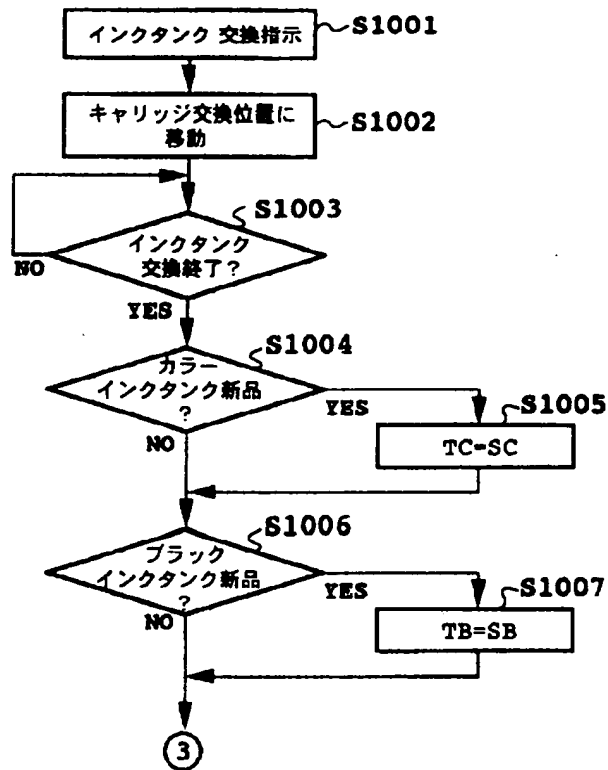 インクタンク 交換指示
S1001
キャリッジ交換位置に
移動
S1002
S1003
インクタンク
交換終了?
NO
YES
S1004
カラー
インクタンク新品
?
YES
NO
S1005
TC=SC
S1006
ブラック
インクタンク新品
?
YES
NO
S1007
TB=SB
3